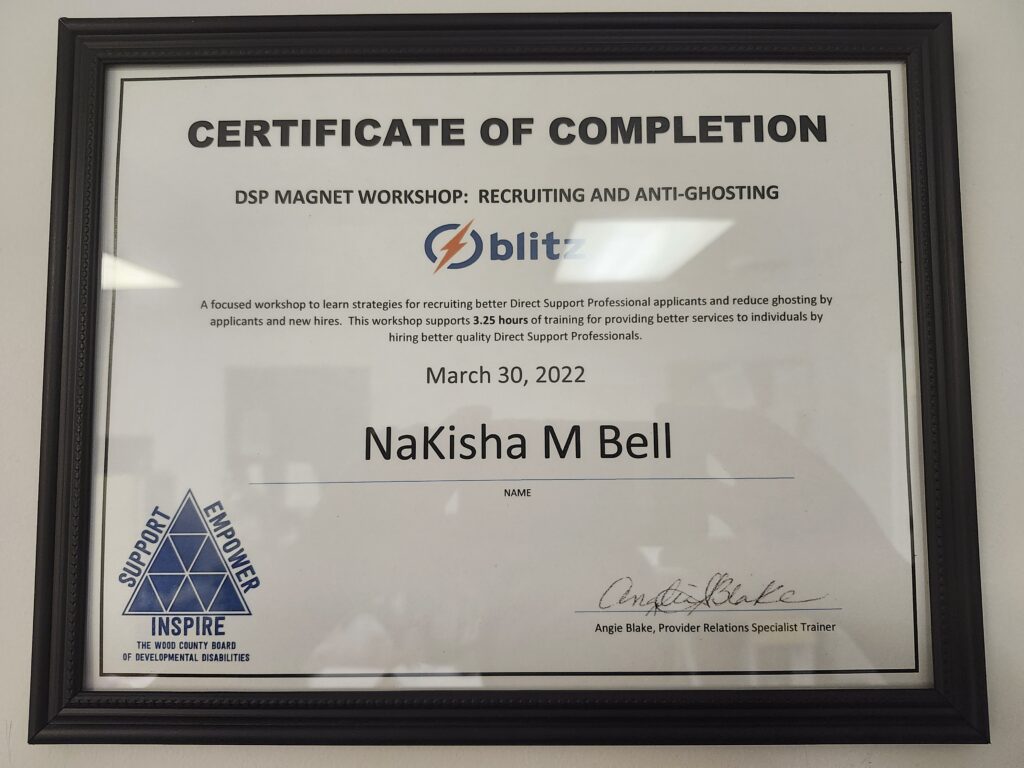 CERTIFICATE OF COMPLETION
DSP MAGNET WORKSHOP: RECRUITING AND ANTI-GHOSTING
blitz
A focused workshop to learn strategies for recruiting better Direct Support Professional applicants and reduce ghosting by
applicants and new hires. This workshop supports 3.25 hours of training for providing better services to individuals by
hiring better quality Direct Support Professionals.
March 30, 2022
NaKisha M Bell
NAME
SUPPORT
EMPOWER
INSPIRE
THE WOOD COUNTY BOARD
OF DEVELOPMENTAL DISABILITIES
Angie Blake
Angie Blake, Provider Relations Specialist Trainer